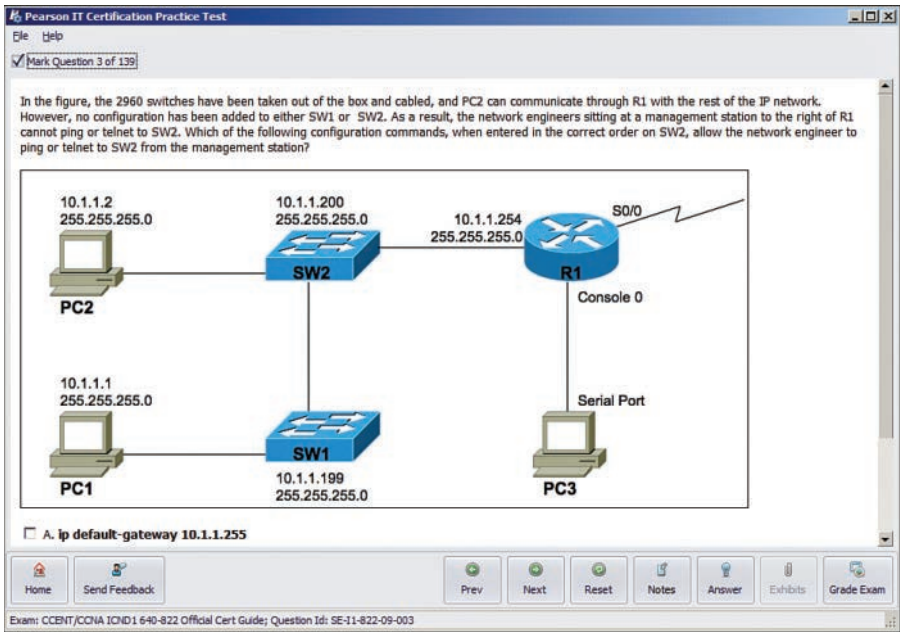 Pearson IT Certification Practice Test
File Help
Mark Question 3 of 139
In the figure, the 2960 switches have been taken out of the box and cabled, and PC2 can communicate through R1 with the rest of the IP network.
However, no configuration has been added to either SW1 or SW2. As a result, the network engineers sitting at a management station to the right of R1
cannot ping or telnet to SW2. Which of the following configuration commands, when entered in the correct order on SW2, allow the network engineer to
ping or telnet to SW2 from the management station?
10.1.1.2
255.255.255.0
PC2
10.1.1.200
255.255.255.0
SW2
10.1.1.254
255.255.255.0
S0/0
R1
Console 0
10.1.1.1
255.255.255.0
PC1
SW1
10.1.1.199
255.255.255.0
Serial Port
PC3
A. ip default-gateway 10.1.1.255
Home
Send Feedback
Prev
Next
Reset
Notes
Answer
Exhibits
Grade Exam
Exam: CCENT/CCNA ICND1 640-822 Official Cert Guide; Question Id: SE-I1-822-09-003